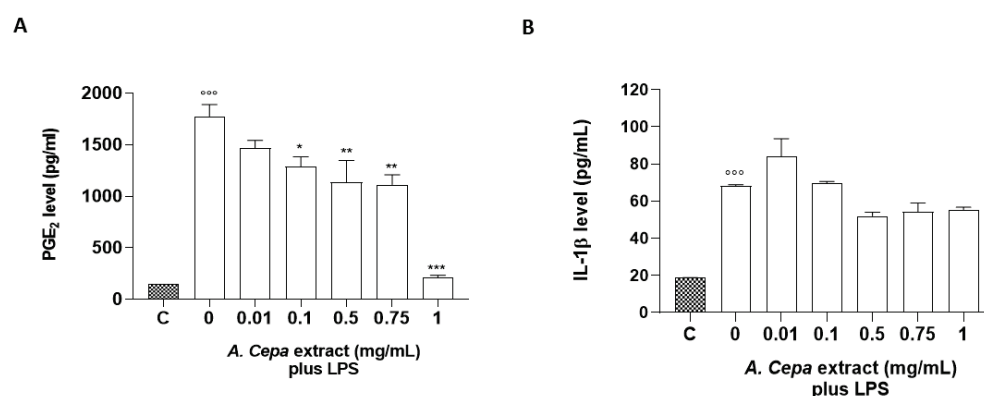 A
PGE2 level (pg/ml)
2000
1500
1000
500
0
°°°
*
**
**
***
C 0 0.01 0.1 0.5 0.75 1
A. Cepa extract (mg/mL)
plus LPS
B
IL-1β level (pg/mL)
120
100
80
60
40
20
0
°°°
C 0 0.01 0.1 0.5 0.75 1
A. Cepa extract (mg/mL)
plus LPS